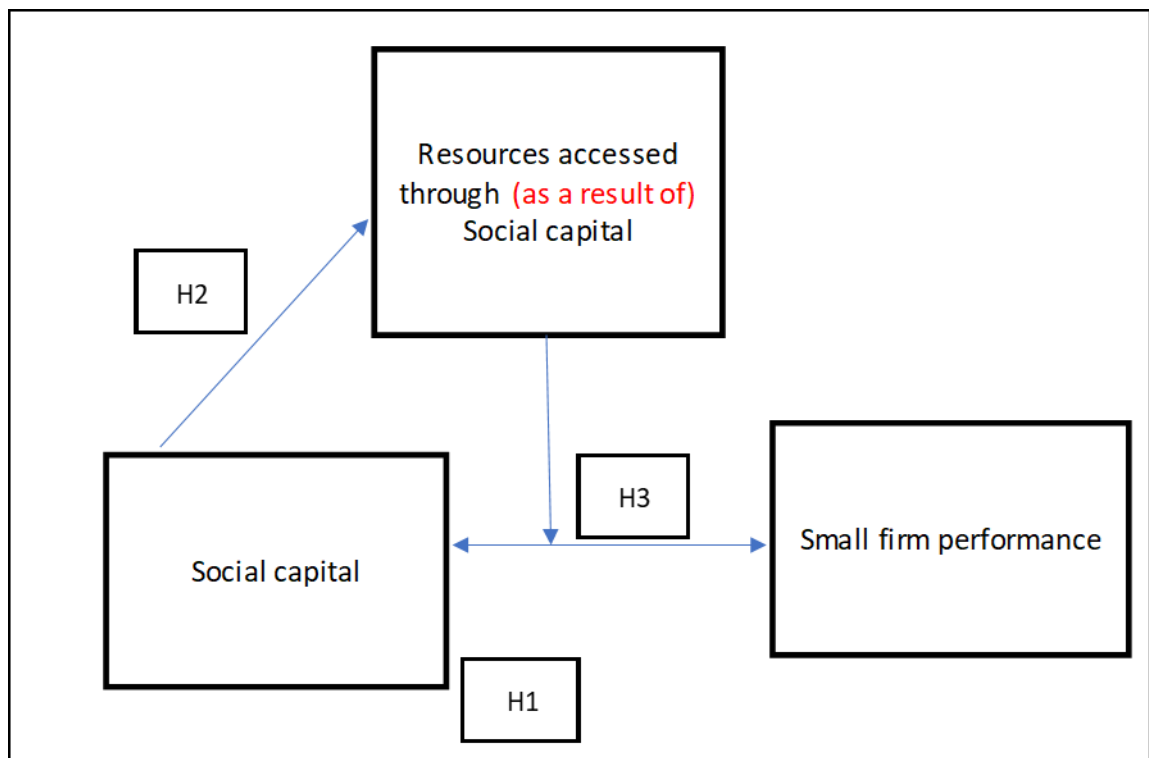 Resources accessed
through (as a result of)
Social capital
H2
H3
Small firm performance
Social capital
H1